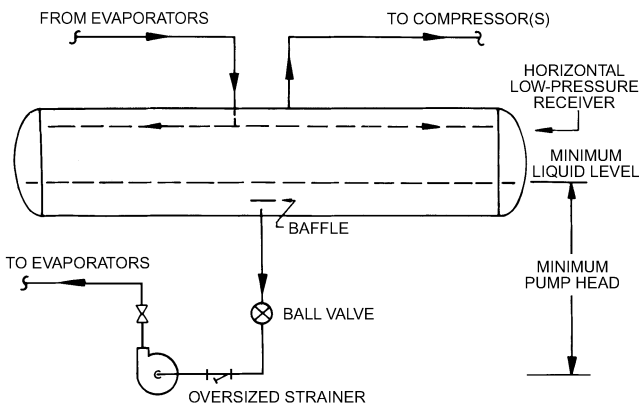 FROM EVAPORATORS
TO COMPRESSOR(S)
HORIZONTAL
LOW-PRESSURE
RECEIVER
MINIMUM
LIQUID LEVEL
BAFFLE
TO EVAPORATORS
MINIMUM
PUMP HEAD
BALL VALVE
OVERSIZED STRAINER